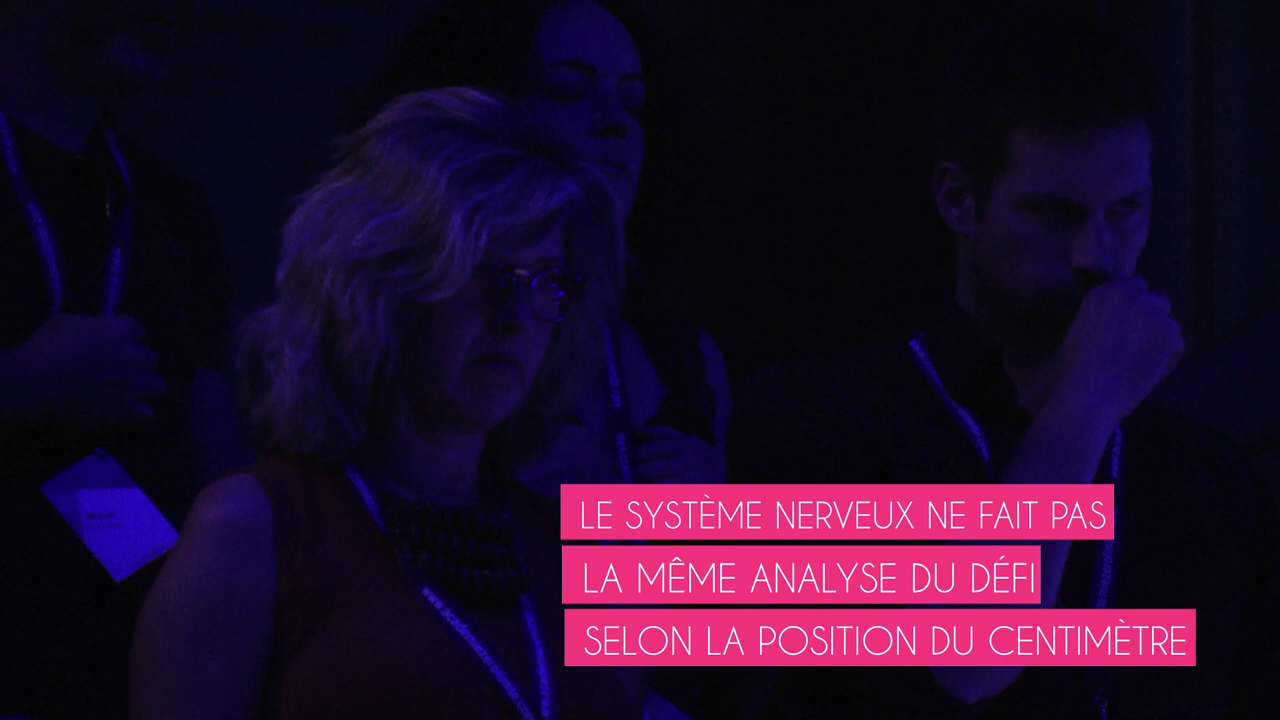 LE SYSTÈME NERVEUX NE FAIT PAS
LA MÊME ANALYSE DU DÉFI
SELON LA POSITION DU CENTIMÈTRE